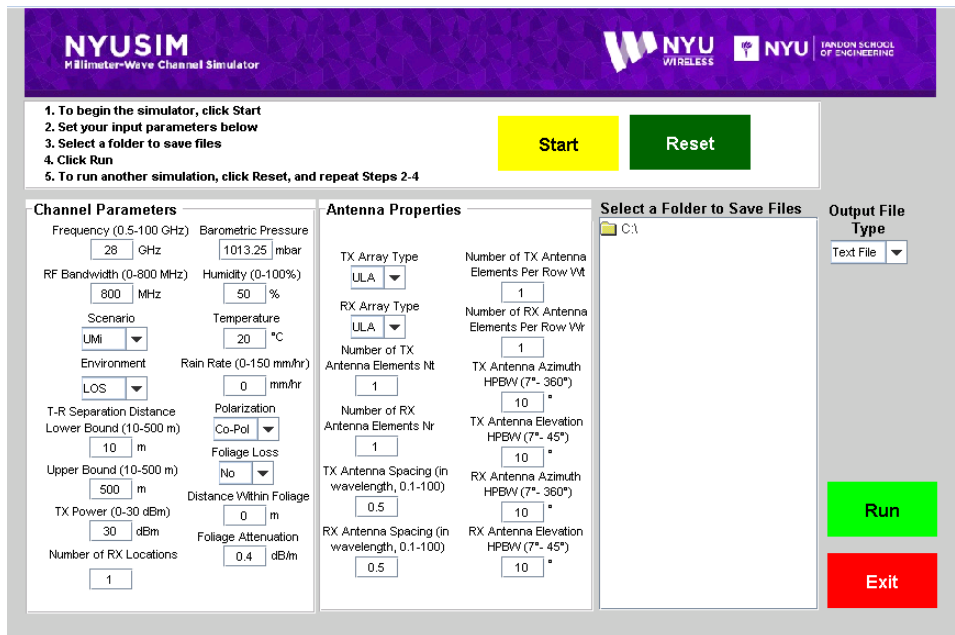 NYUSIM
Millimeter-Wave Channel Simulator
NYU
WIRELESS
NYU
TANDON SCHOOL
OF ENGINEERING
1. To begin the simulator, click Start
2. Set your input parameters below
3. Select a folder to save files
4. Click Run
5. To run another simulation, click Reset, and repeat Steps 2-4
Start
Reset
Channel Parameters
Frequency (0.5-100 GHz)
28 GHz
RF Bandwidth (0-800 MHz)
800 MHz
Scenario
UMi
Environment
LOS
T-R Separation Distance
Lower Bound (10-500 m)
10 m
Upper Bound (10-500 m)
500 m
TX Power (0-30 dBm)
30 dBm
Number of RX Locations
1
Barometric Pressure
1013.25 mbar
Humidity (0-100%)
50 %
Temperature
20 °C
Rain Rate (0-150 mm/hr)
0 mm/hr
Polarization
Co-Pol
Foliage Loss
No
Distance Within Foliage
0 m
Foliage Attenuation
0.4 dB/m
Antenna Properties
TX Array Type
ULA
RX Array Type
ULA
Number of TX
Antenna Elements Nt
1
Number of RX
Antenna Elements Nr
1
TX Antenna Spacing (in
wavelength, 0.1-100)
0.5
RX Antenna Spacing (in
wavelength, 0.1-100)
0.5
Number of TX Antenna
Elements Per Row Wt
1
Number of RX Antenna
Elements Per Row Wr
1
TX Antenna Azimuth
HPBW (7°- 360°)
10 °
TX Antenna Elevation
HPBW (7°- 45°)
10 °
RX Antenna Azimuth
HPBW (7°- 360°)
10 °
RX Antenna Elevation
HPBW (7°- 45°)
10 °
Select a Folder to Save Files
C:\
Output File
Type
Text File
Run
Exit